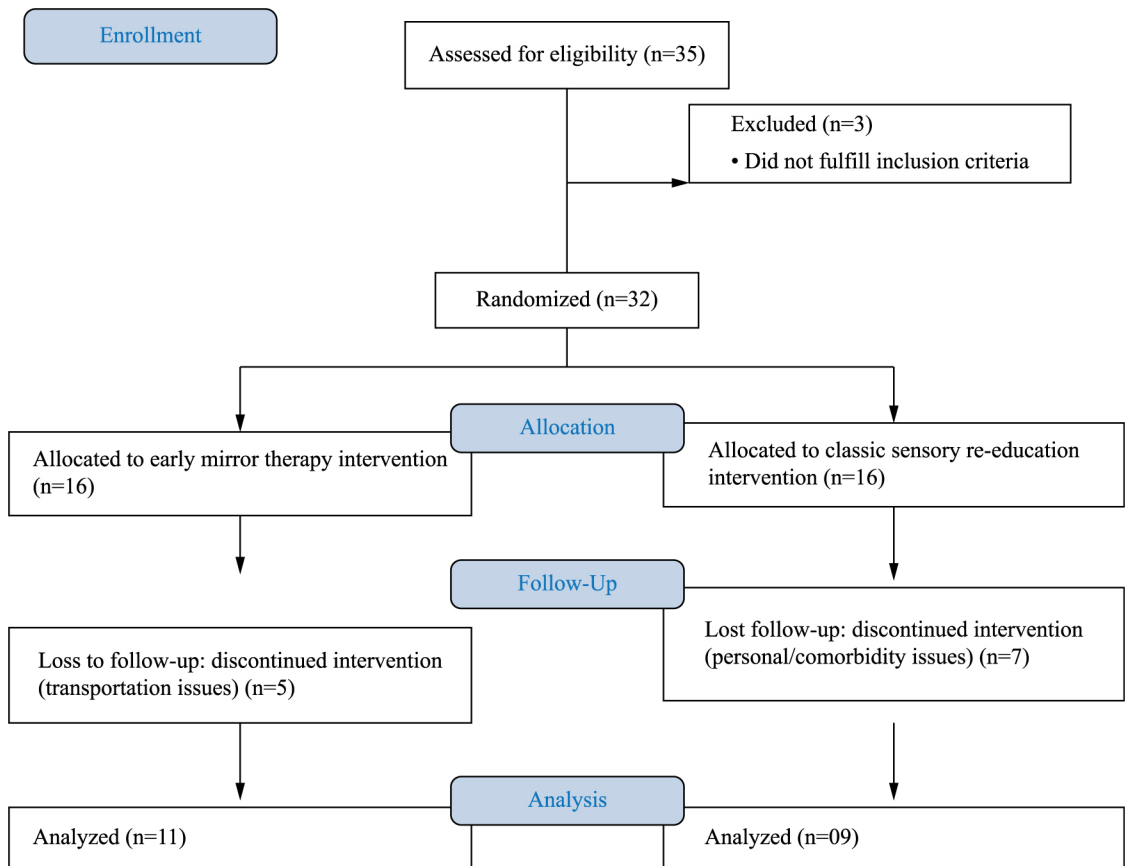 Enrollment
Assessed for eligibility (n=35)
Excluded (n=3)
• Did not fulfill inclusion criteria
Randomized (n=32)
Allocation
Allocated to early mirror therapy intervention
(n=16)
Allocated to classic sensory re-education
intervention (n=16)
Follow-Up
Loss to follow-up: discontinued intervention
(transportation issues) (n=5)
Lost follow-up: discontinued intervention
(personal/comorbidity issues) (n=7)
Analysis
Analyzed (n=11)
Analyzed (n=09)